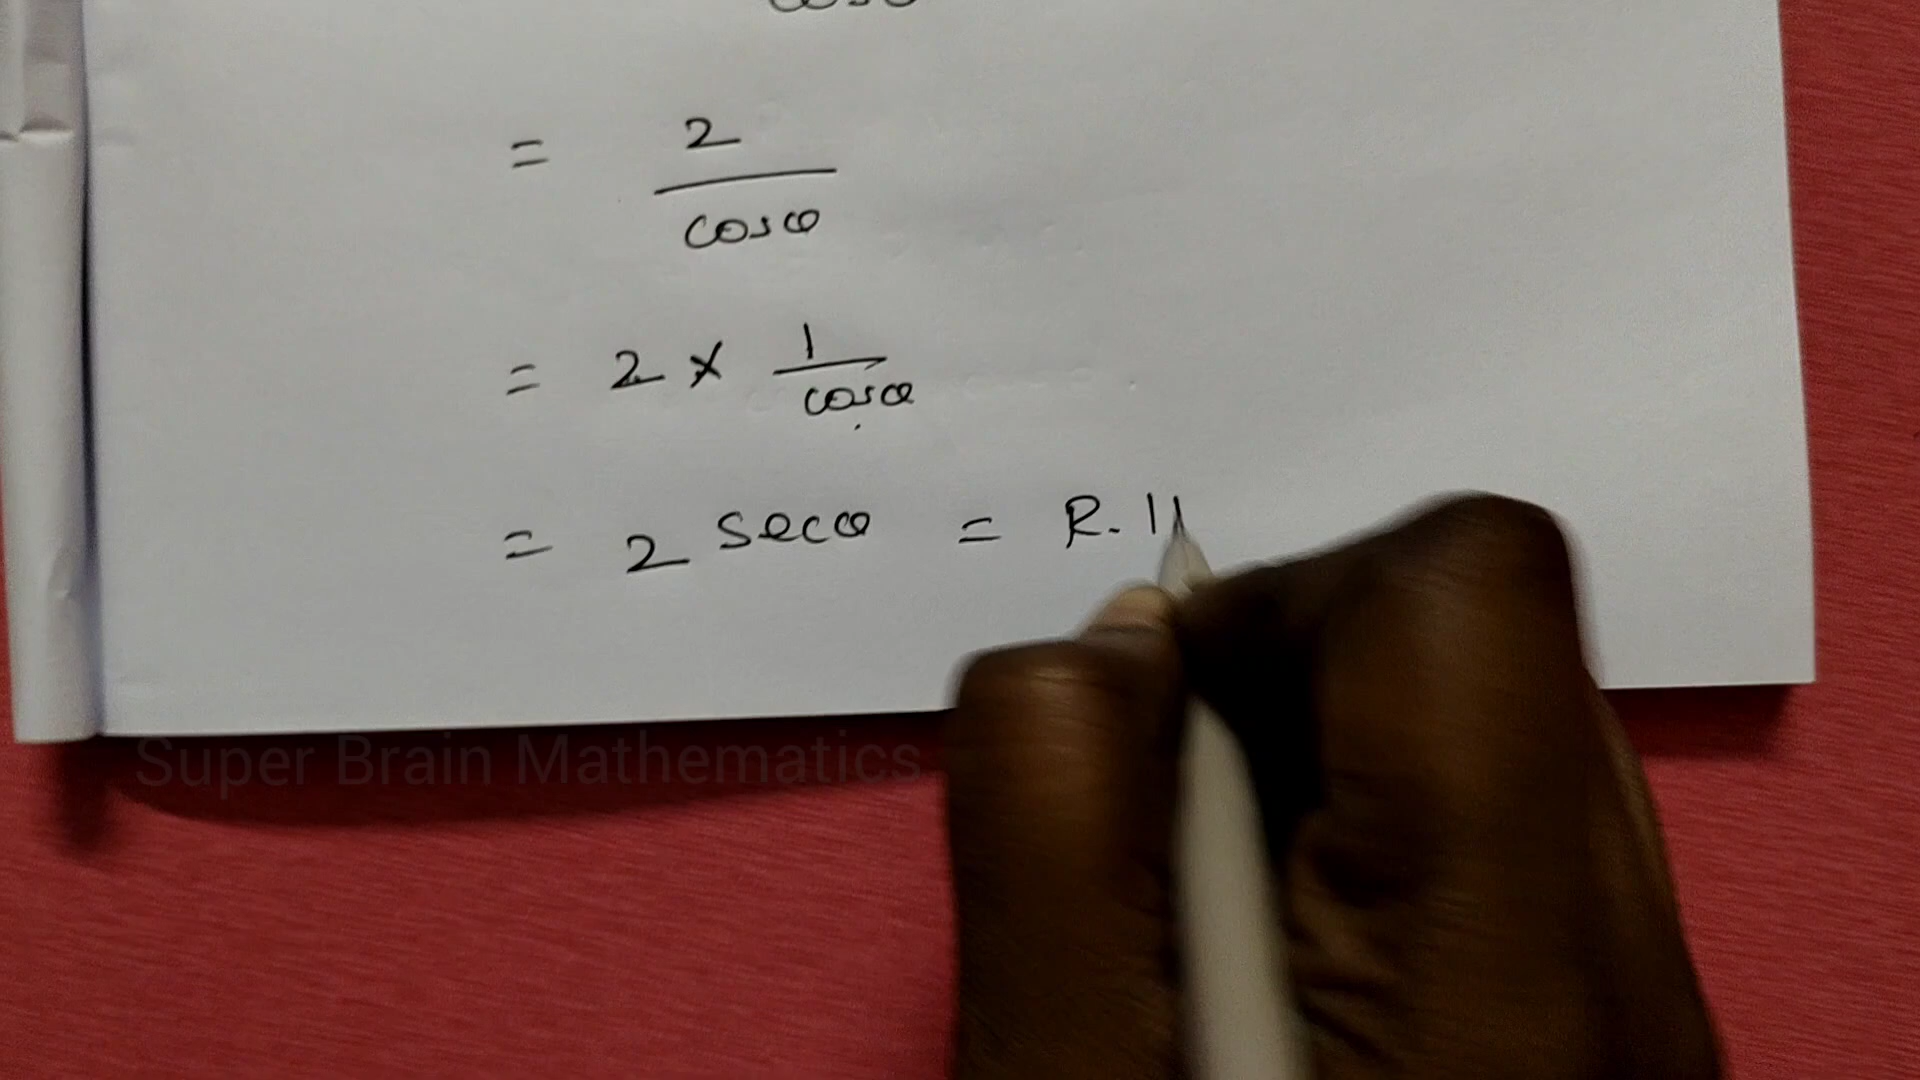 = 2/cosθ
= 2 × 1/cosθ
= 2 secθ = R.H
Super Brain Mathematics